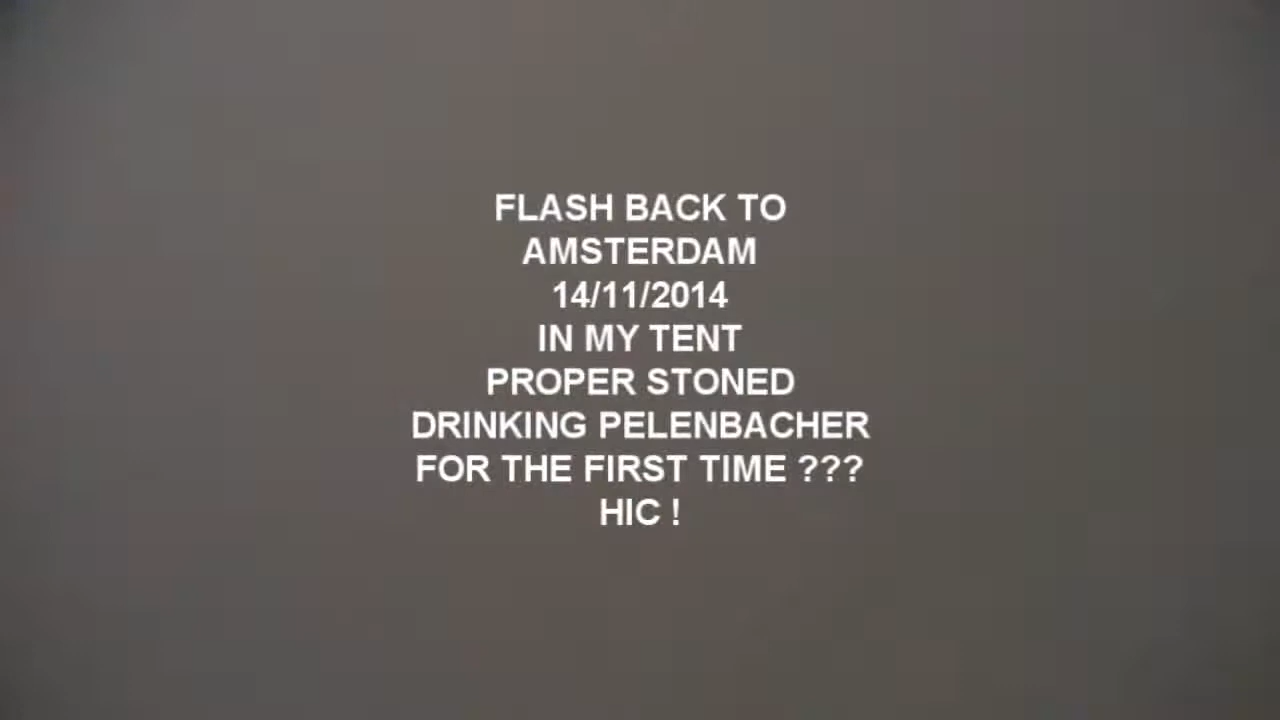 FLASH BACK TO
AMSTERDAM
14/11/2014
IN MY TENT
PROPER STONED
DRINKING PELENBACHER
FOR THE FIRST TIME ???
HIC !